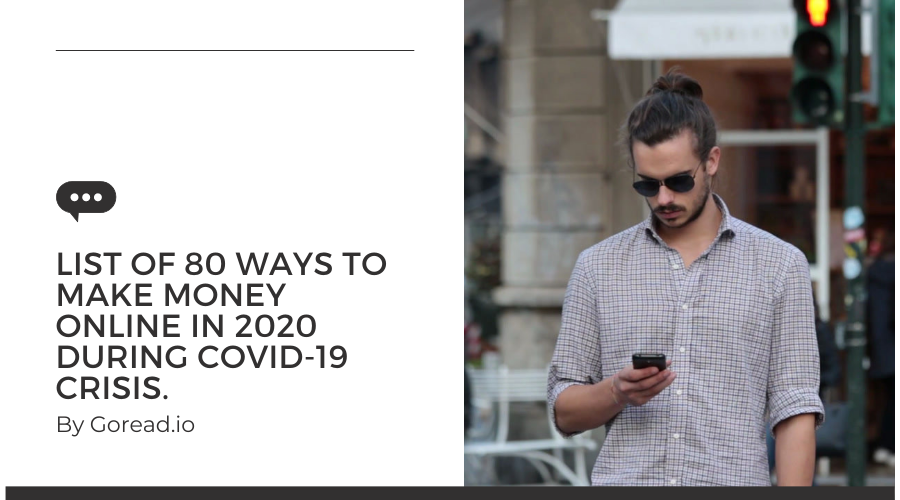 LIST OF 80 WAYS TO
MAKE MONEY
ONLINE IN 2020
DURING COVID-19
CRISIS.
By Goread.io